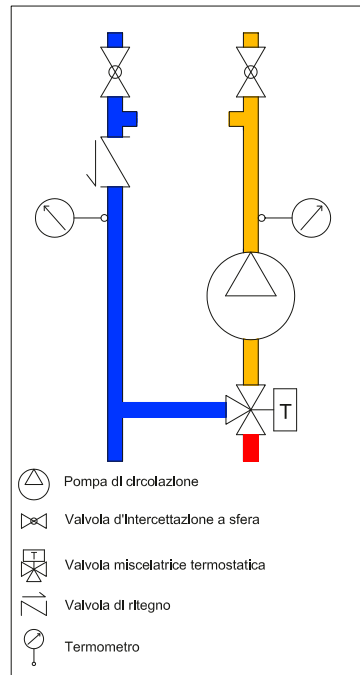 T
Pompa di circolazione
Valvola d'Intercettazione a sfera
T
Valvola miscelatrice termostatica
Valvola di ritegno
Termometro